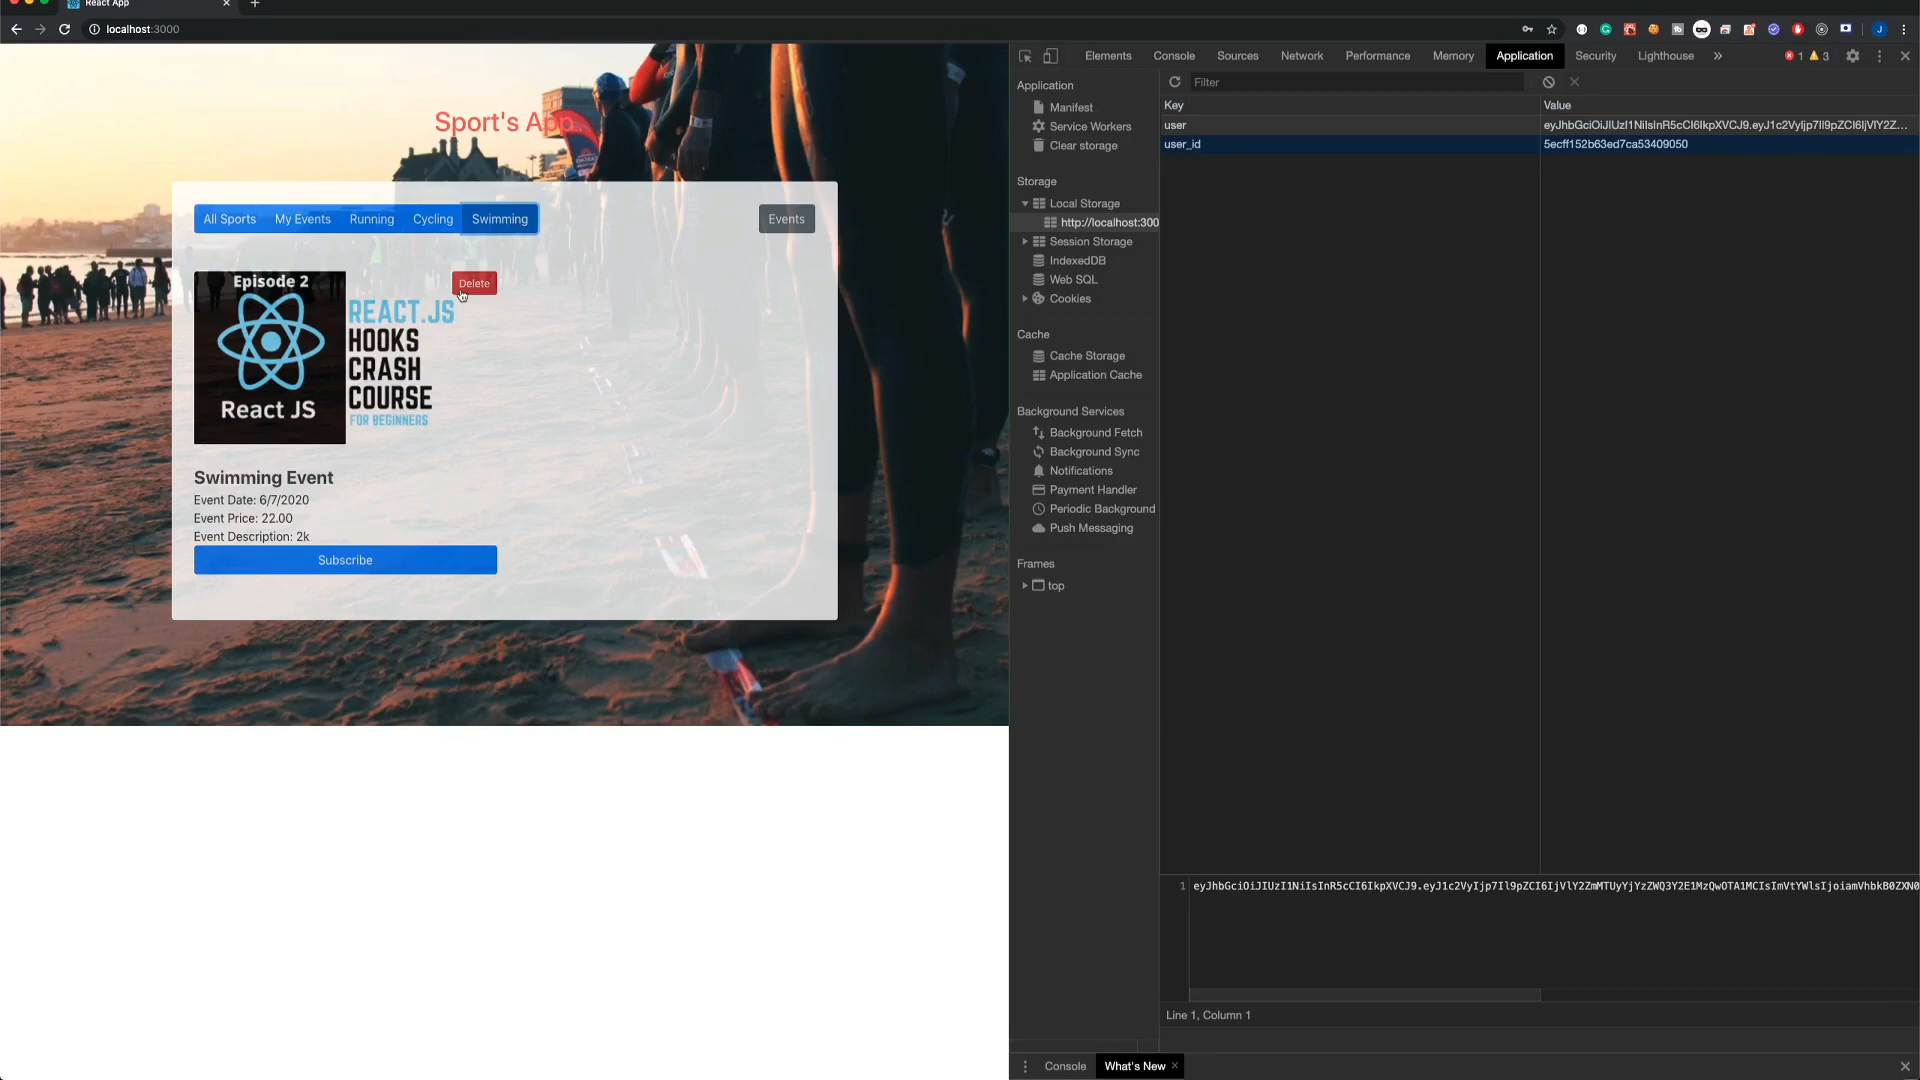 React App
localhost:3000
Elements
Console
Sources
Network
Performance
Memory
Application
Security
Lighthouse
1
3
Sport's App
All Sports
My Events
Running
Cycling
Swimming
Events
Delete
Episode 2
React JS
REACT.JS
HOOKS
CRASH
COURSE
FOR BEGINNERS
Swimming Event
Event Date: 6/7/2020
Event Price: 22.00
Event Description: 2k
Subscribe
Application
Manifest
Service Workers
Clear storage
Storage
Local Storage
http://localhost:300
Session Storage
IndexedDB
Web SQL
Cookies
Cache
Cache Storage
Application Cache
Background Services
Background Fetch
Background Sync
Notifications
Payment Handler
Periodic Background
Push Messaging
Frames
top
Filter
Key
Value
user
user_id
5ecff152b63ed7ca53409050
1
Line 1, Column 1
Console
What's New